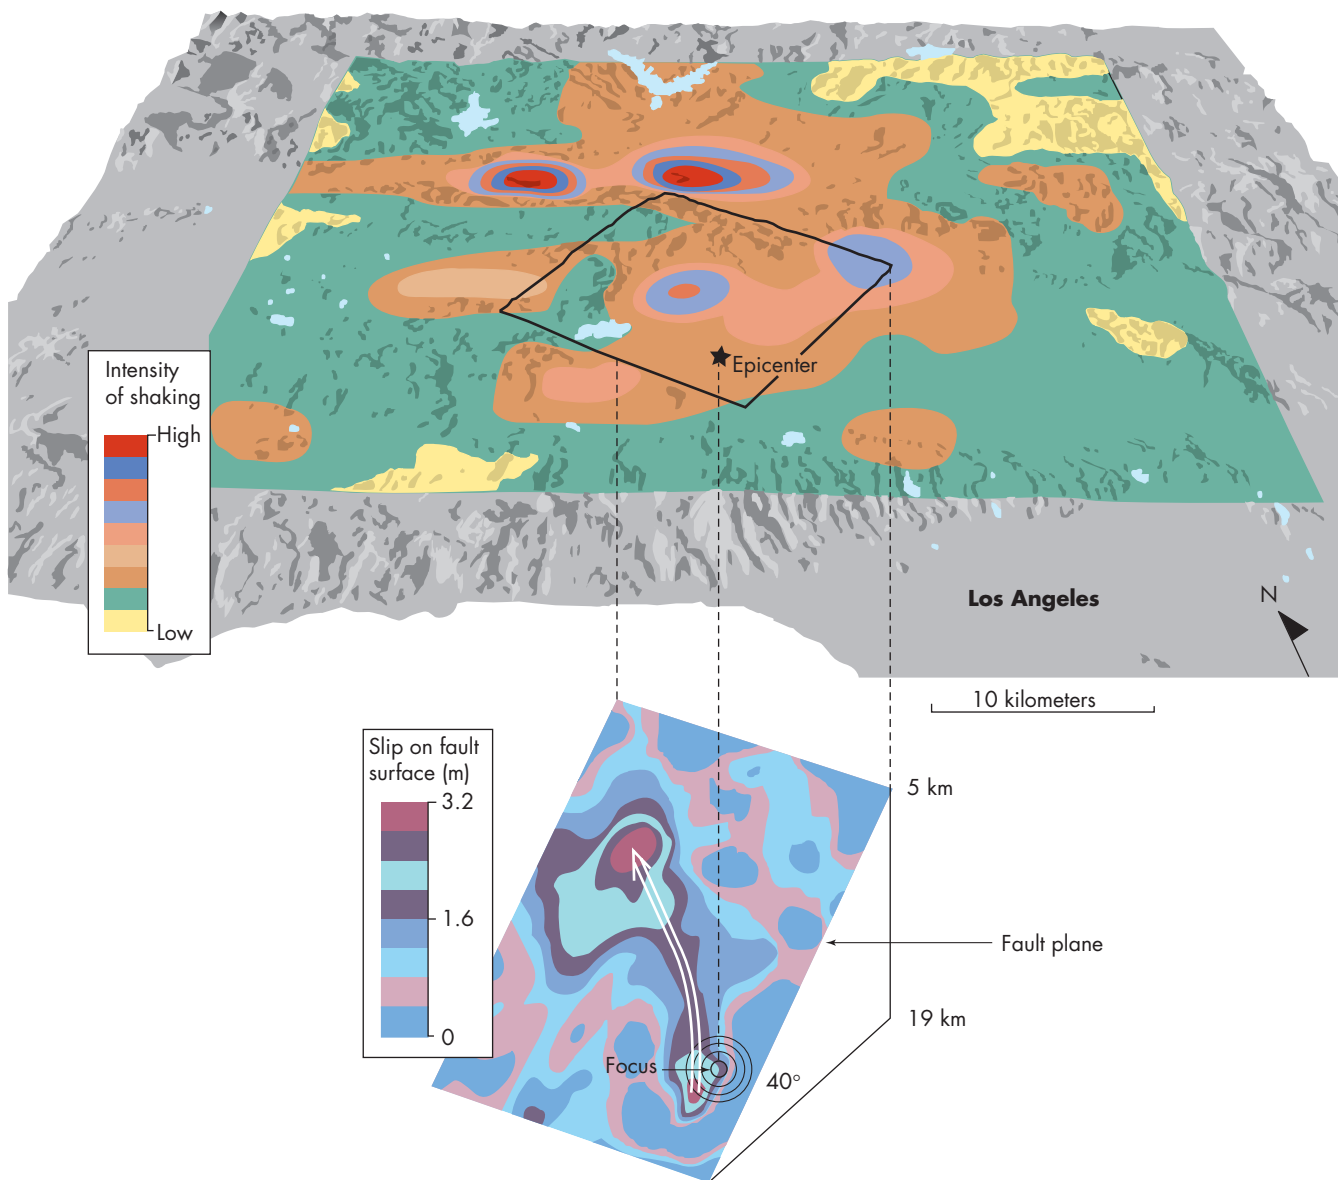 Intensity
of shaking
High
Low
Epicenter
Los Angeles
N
10 kilometers
Slip on fault
surface (m)
3.2
1.6
0
5 km
Fault plane
19 km
Focus
40°